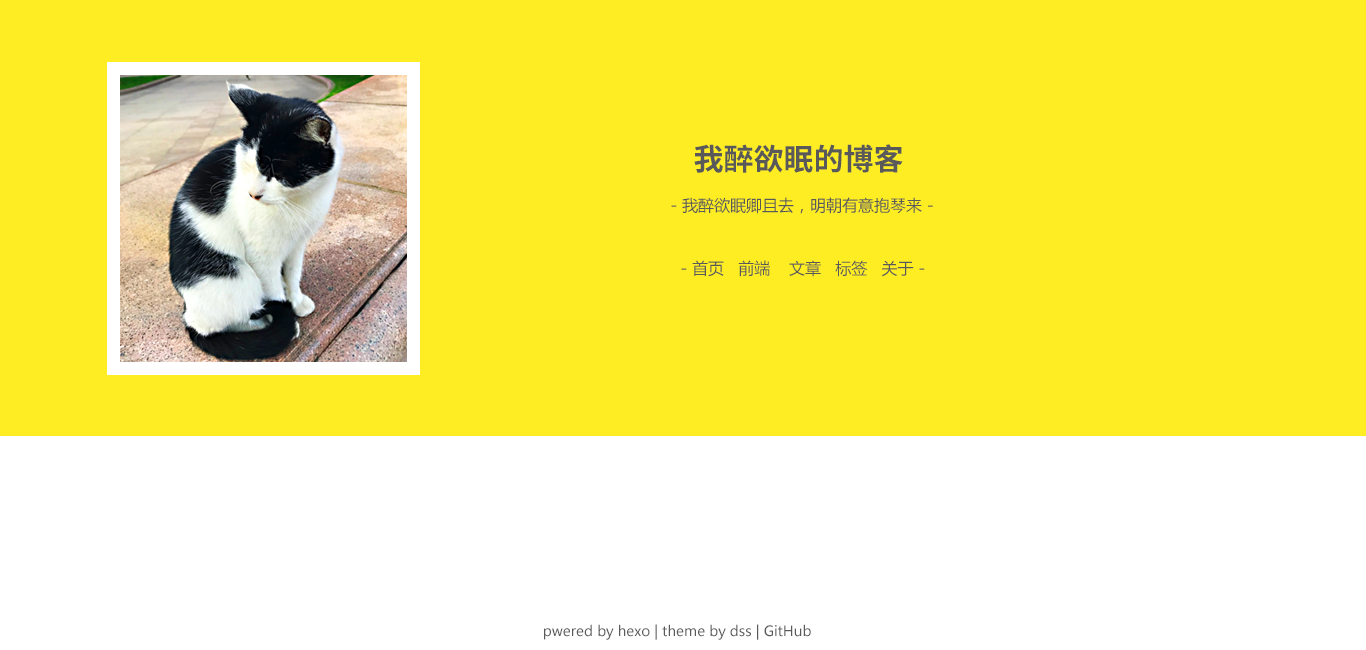 我醉欲眠的博客
- 我醉欲眠卿且去，明朝有意抱琴来 -
- 首页 前端 文章 标签 关于 -
pwered by hexo | theme by dss | GitHub